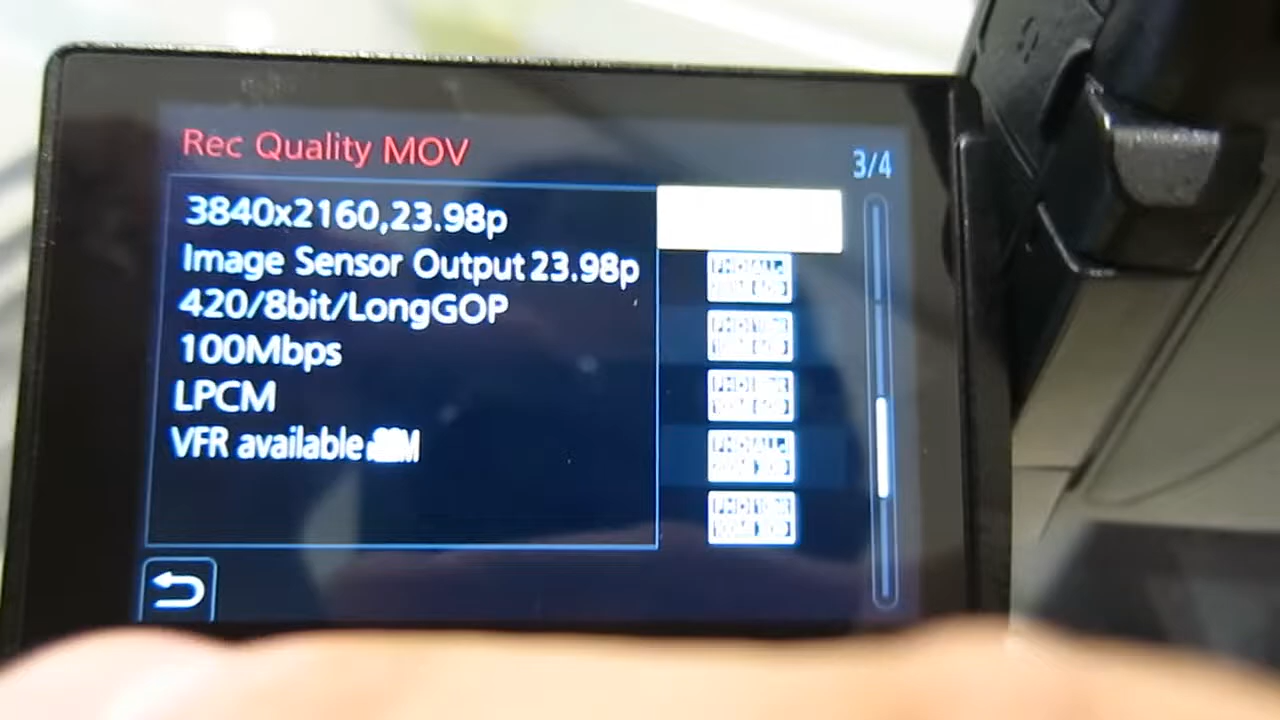 Rec Quality MOV
3/4
3840x2160,23.98p
Image Sensor Output 23.98p
420/8bit/LongGOP
100Mbps
LPCM
VFR available